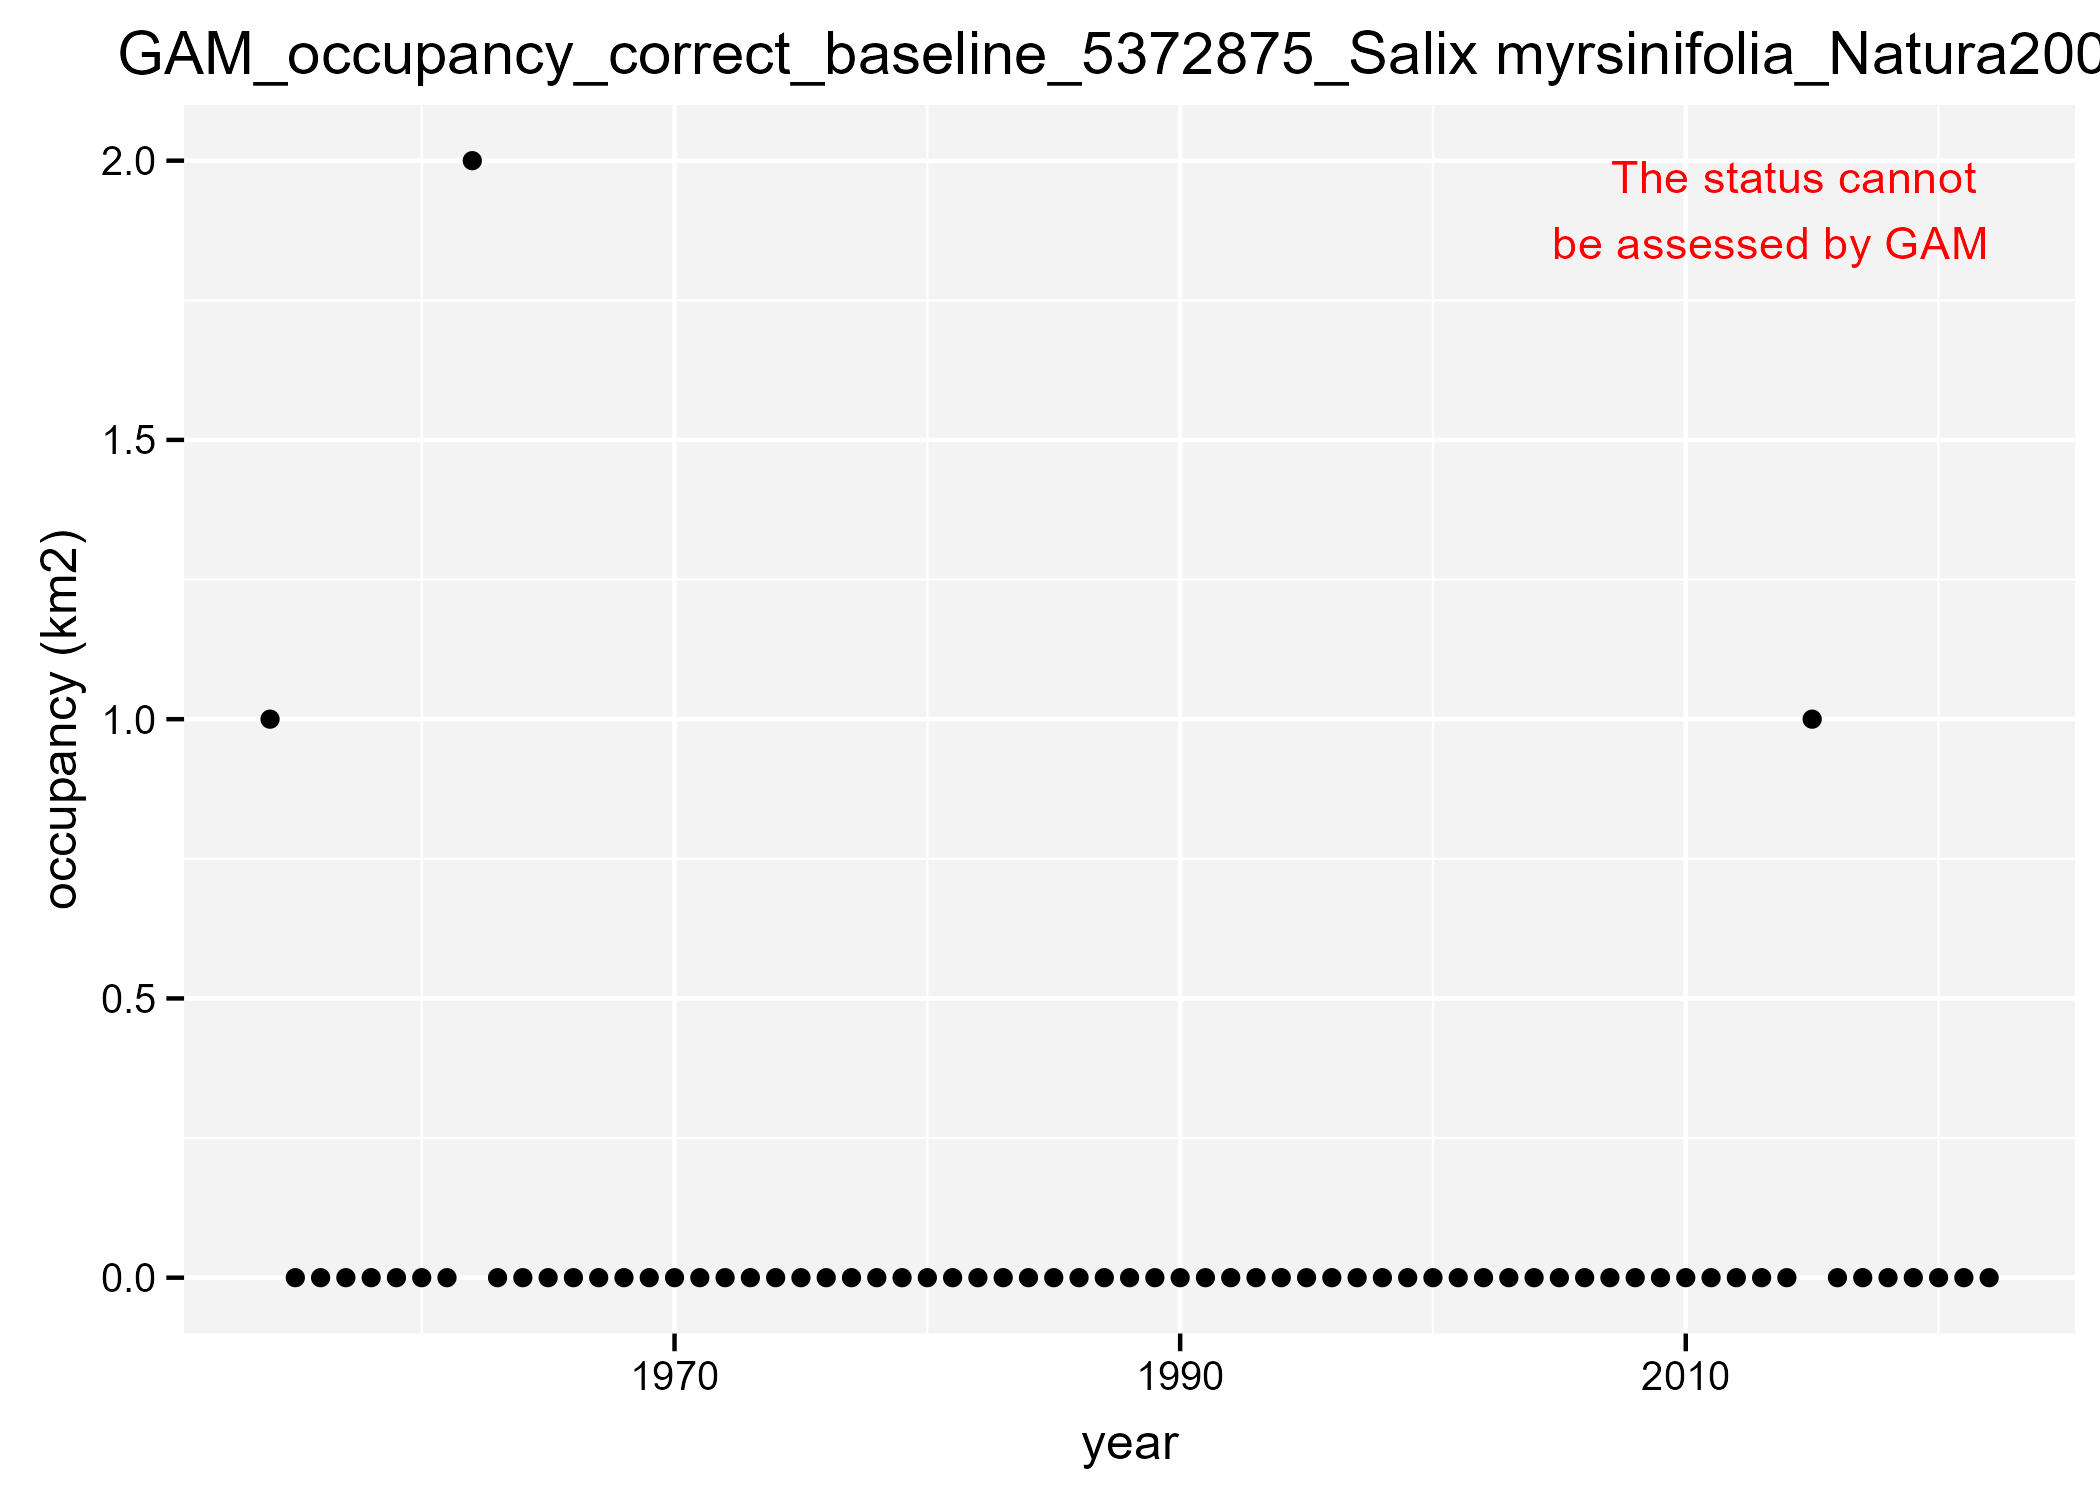 GAM_occupancy_correct_baseline_5372875_Salix myrsinifolia_Natura200
The status cannot
be assessed by GAM
2.0
1.5
1.0
0.5
0.0
occupancy (km2)
1970 1990 2010
year